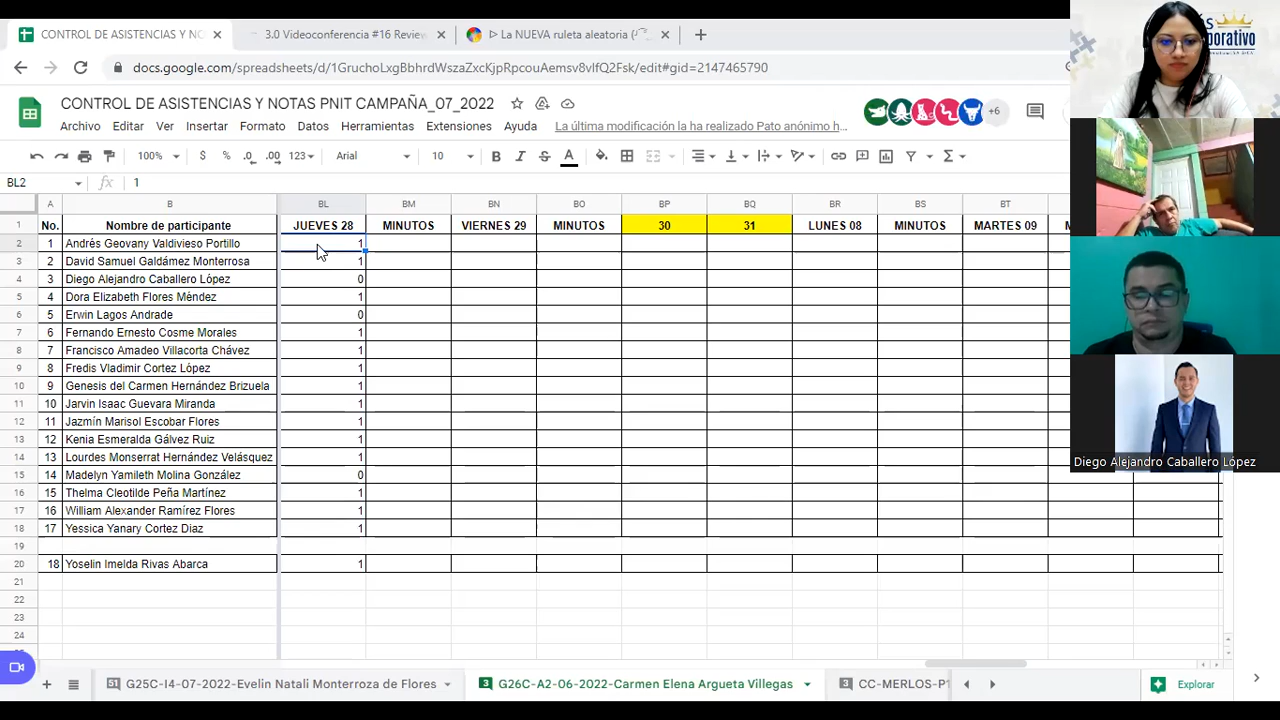 CONTROL DE ASISTENCIAS Y NO
3.0 Videoconferencia #16 Review
▷ La NUEVA ruleta aleatoria
docs.google.com/spreadsheets/d/1GruchoLxgBbhrdWszaZxrKjpRpcouAemsv8vIfQ2Fsk/edit#gid=2147465790
CONTROL DE ASISTENCIAS Y NOTAS PNIT CAMPAÑA_07_2022
+6
Archivo Editar Ver Insertar Formato Datos Herramientas Extensiones Ayuda La última modificación la ha realizado Pato anónimo h...
100% $ % .0 .00 123 Arial 10 B I S A
BL2 fx 1
A B BL BM BN BO BP BQ BR BS BT
1 No. Nombre de participante JUEVES 28 MINUTOS VIERNES 29 MINUTOS 30 31 LUNES 08 MINUTOS MARTES 09 M
2 1 Andrés Geovany Valdivieso Portillo 1
3 2 David Samuel Galdámez Monterrosa 1
4 3 Diego Alejandro Caballero López 0
5 4 Dora Elizabeth Flores Méndez 1
6 5 Erwin Lagos Andrade 0
7 6 Fernando Ernesto Cosme Morales 1
8 7 Francisco Amadeo Villacorta Chávez 1
9 8 Fredis Vladimir Cortez López 1
10 9 Genesis del Carmen Hernández Brizuela 1
11 10 Jarvin Isaac Guevara Miranda 1
12 11 Jazmín Marisol Escobar Flores 1
13 12 Kenia Esmeralda Gálvez Ruiz 1
14 13 Lourdes Monserrat Hernández Velásquez 1
15 14 Madelyn Yamileth Molina González 0
16 15 Thelma Cleotilde Peña Martínez 1
17 16 William Alexander Ramírez Flores 1
18 17 Yessica Yanary Cortez Diaz 1
19
20 18 Yoselin Imelda Rivas Abarca 1
21
22
23
24
Diego Alejandro Caballero López
51 G25C-I4-07-2022-Evelin Natali Monterroza de Flores
3 G26C-A2-06-2022-Carmen Elena Argueta Villegas
3 CC-MERLOS-P1
Explorar